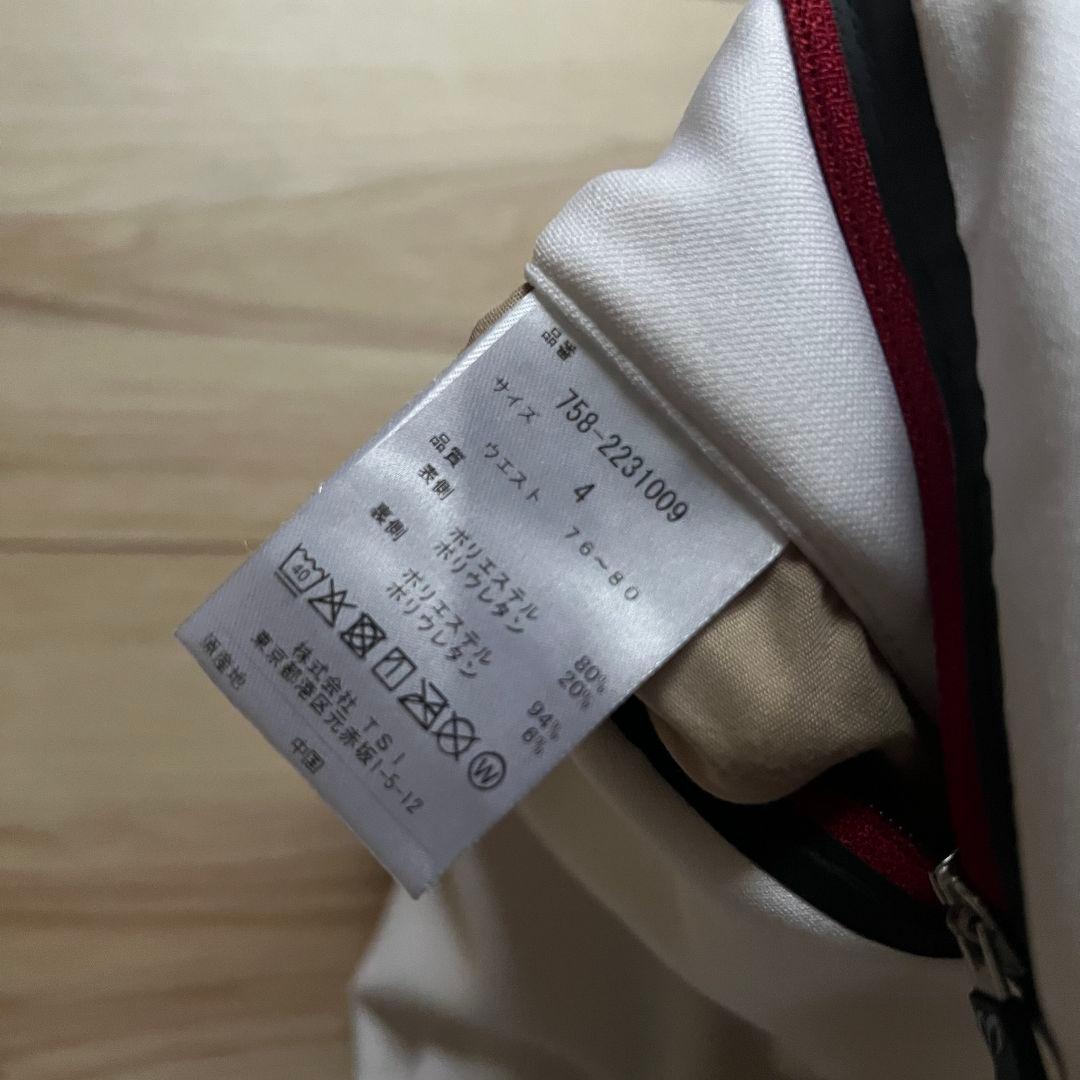 品番 758-2231009
サイズ 4
ウエスト 76~80
品質
表側 ポリエステル 80%
ポリウレタン 20%
裏側 ポリエステル 94%
ポリウレタン 6%
40 W
株式会社 TSI
東京都港区元赤坂1-5-12
原産地 中国